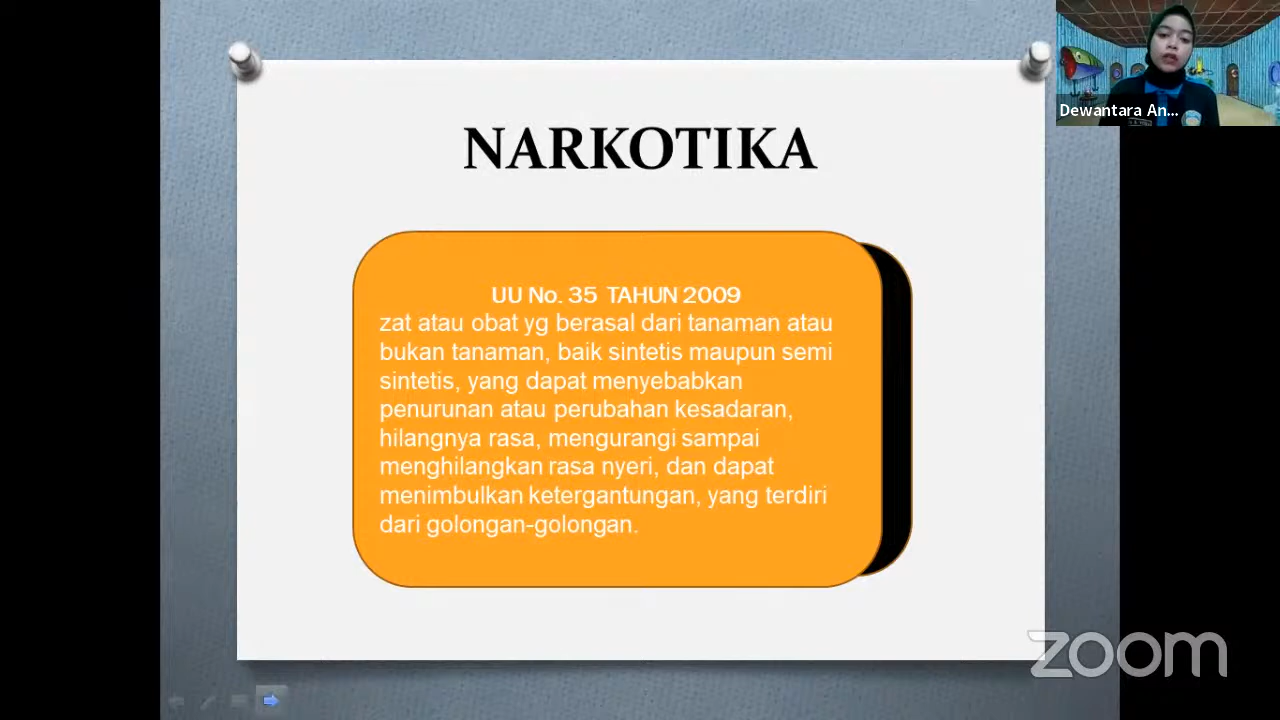 Dewantara An...
NARKOTIKA
UU No. 35 TAHUN 2009
zat atau obat yg berasal dari tanaman atau
bukan tanaman, baik sintetis maupun semi
sintetis, yang dapat menyebabkan
penurunan atau perubahan kesadaran,
hilangnya rasa, mengurangi sampai
menghilangkan rasa nyeri, dan dapat
menimbulkan ketergantungan, yang terdiri
dari golongan-golongan.
zoom